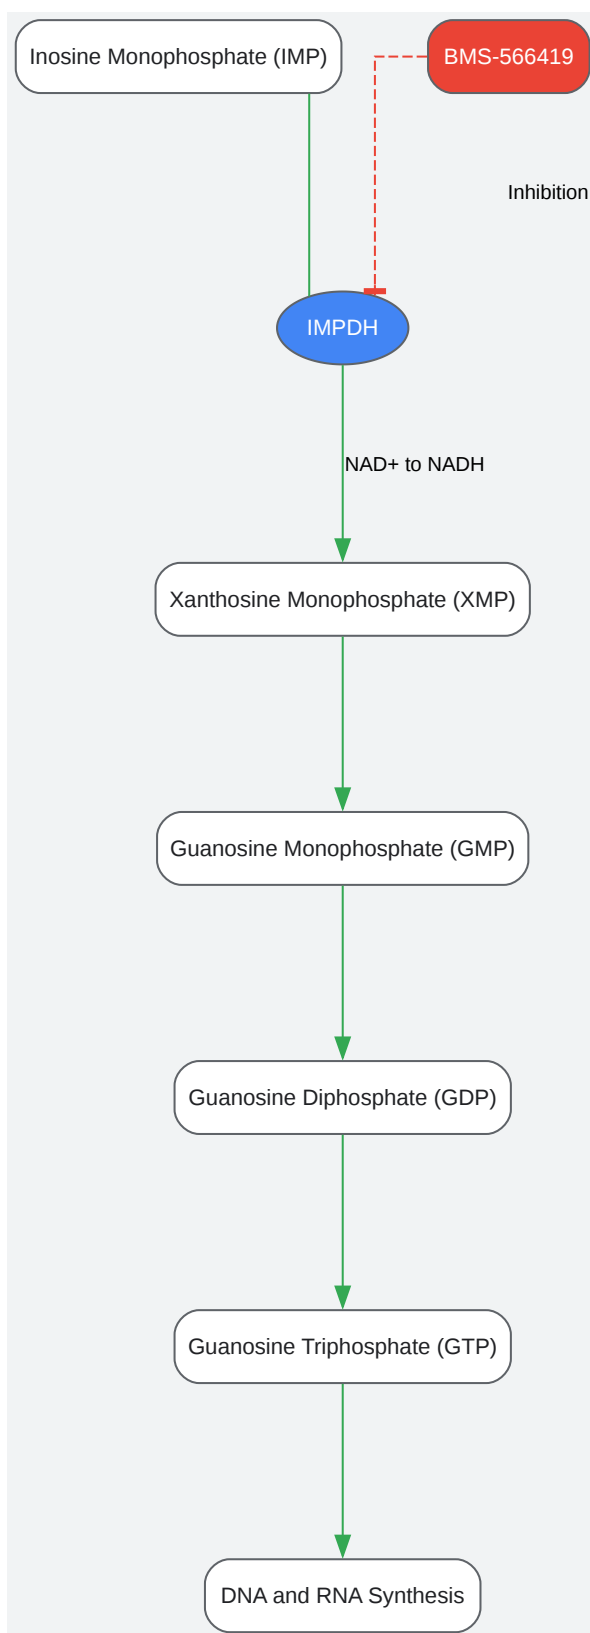 Inosine Monophosphate (IMP)
BMS-566419
Inhibition
IMPDH
NAD+ to NADH
Xanthosine Monophosphate (XMP)
Guanosine Monophosphate (GMP)
Guanosine Diphosphate (GDP)
Guanosine Triphosphate (GTP)
DNA and RNA Synthesis